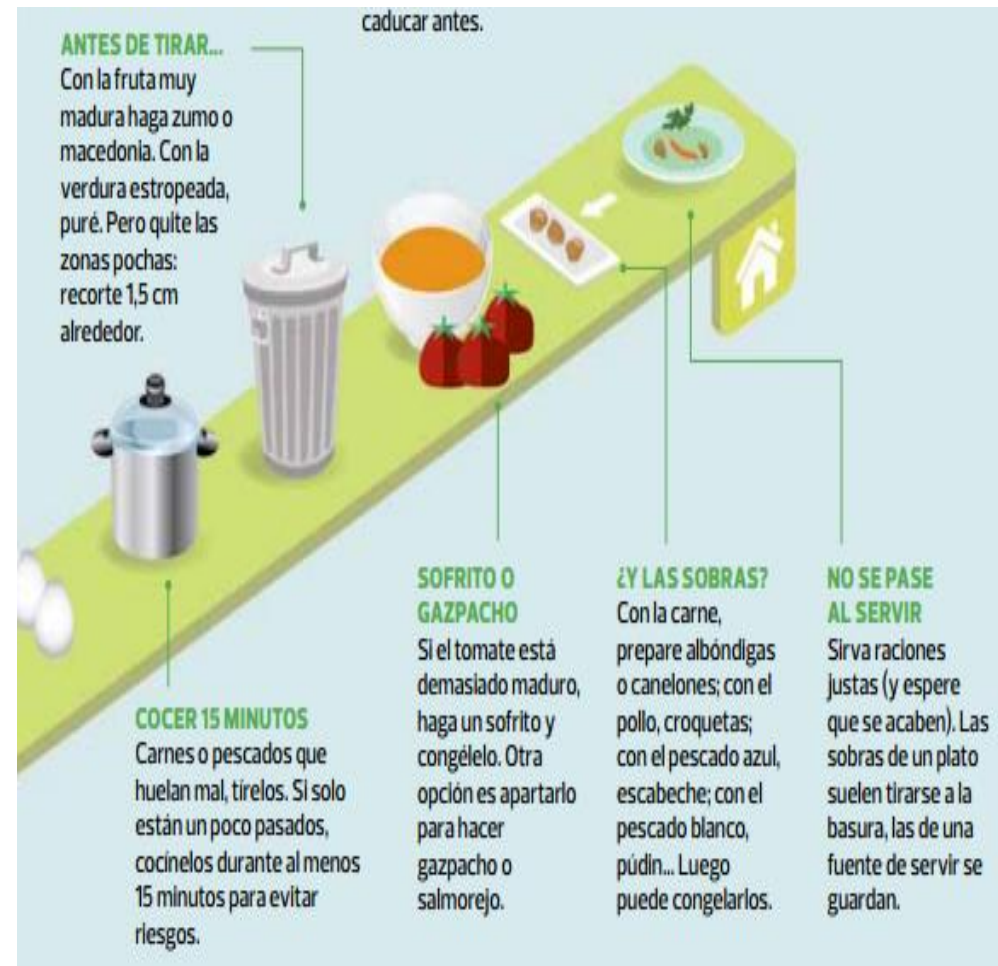 caducar antes.
ANTES DE TIRAR...
Con la fruta muy
madura haga zumo o
macedonia. Con la
verdura estropeada,
puré. Pero quite las
zonas pochas:
recorte 1,5 cm
alrededor.
COCER 15 MINUTOS
Carnes o pescados que
huelan mal, tírelos. Si solo
están un poco pasados,
cocínelos durante al menos
15 minutos para evitar
riesgos.
SOFRITO O
GAZPACHO
Si el tomate está
demasiado maduro,
haga un sofrito y
congélelo. Otra
opción es apartarlo
para hacer
gazpacho o
salmorejo.
¿Y LAS SOBRAS?
Con la carne,
prepare albóndigas
o canelones; con el
pollo, croquetas;
con el pescado azul,
escabeche; con el
pescado blanco,
púdin... Luego
puede congelarlos.
NO SE PASE
AL SERVIR
Sirva raciones
justas (y espere
que se acaben). Las
sobras de un plato
suelen tirarse a la
basura, las de una
fuente de servir se
guardan.